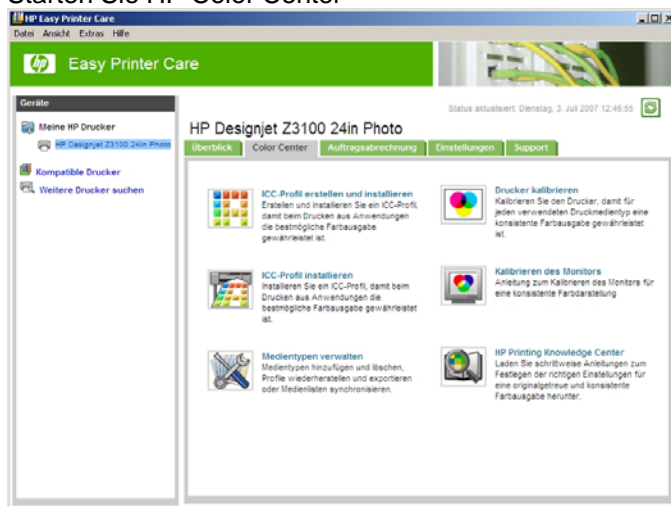 Starten Sie HP Color Center
HP Easy Printer Care
Datei Ansicht Extras Hilfe
hp Easy Printer Care
Geräte
Meine HP Drucker
HP Designjet Z3100 24in Photo
Kompatible Drucker
Weitere Drucker suchen
Status aktualisiert: Dienstag, 3. Juli 2007 12:46:55
HP Designjet Z3100 24in Photo
Überblick Color Center Auftragsabrechnung Einstellungen Support
ICC-Profil erstellen und installieren
Erstellen und installieren Sie ein ICC-Profil,
damit beim Drucken aus Anwendungen
die bestmögliche Farbausgabe
gewährleistet ist.
Drucker kalibrieren
Kalibrieren Sie den Drucker, damit für
jeden verwendeten Druckmedientyp eine
konsistente Farbausgabe gewährleistet
ist.
ICC-Profil installieren
Installieren Sie ein ICC-Profil, damit beim
Drucken aus Anwendungen die
bestmögliche Farbausgabe gewährleistet
ist.
Kalibrieren des Monitors
Anleitung zum Kalibrieren des Monitors für
eine konsistente Farbdarstellung
Medientypen verwalten
Medientypen hinzufügen und löschen,
Profile wiederherstellen und exportieren
oder Medienlisten synchronisieren.
HP Printing Knowledge Center
Laden Sie schrittweise Anleitungen zum
Festlegen der richtigen Einstellungen für
eine originalgetreue und konsistente
Farbausgabe herunter.